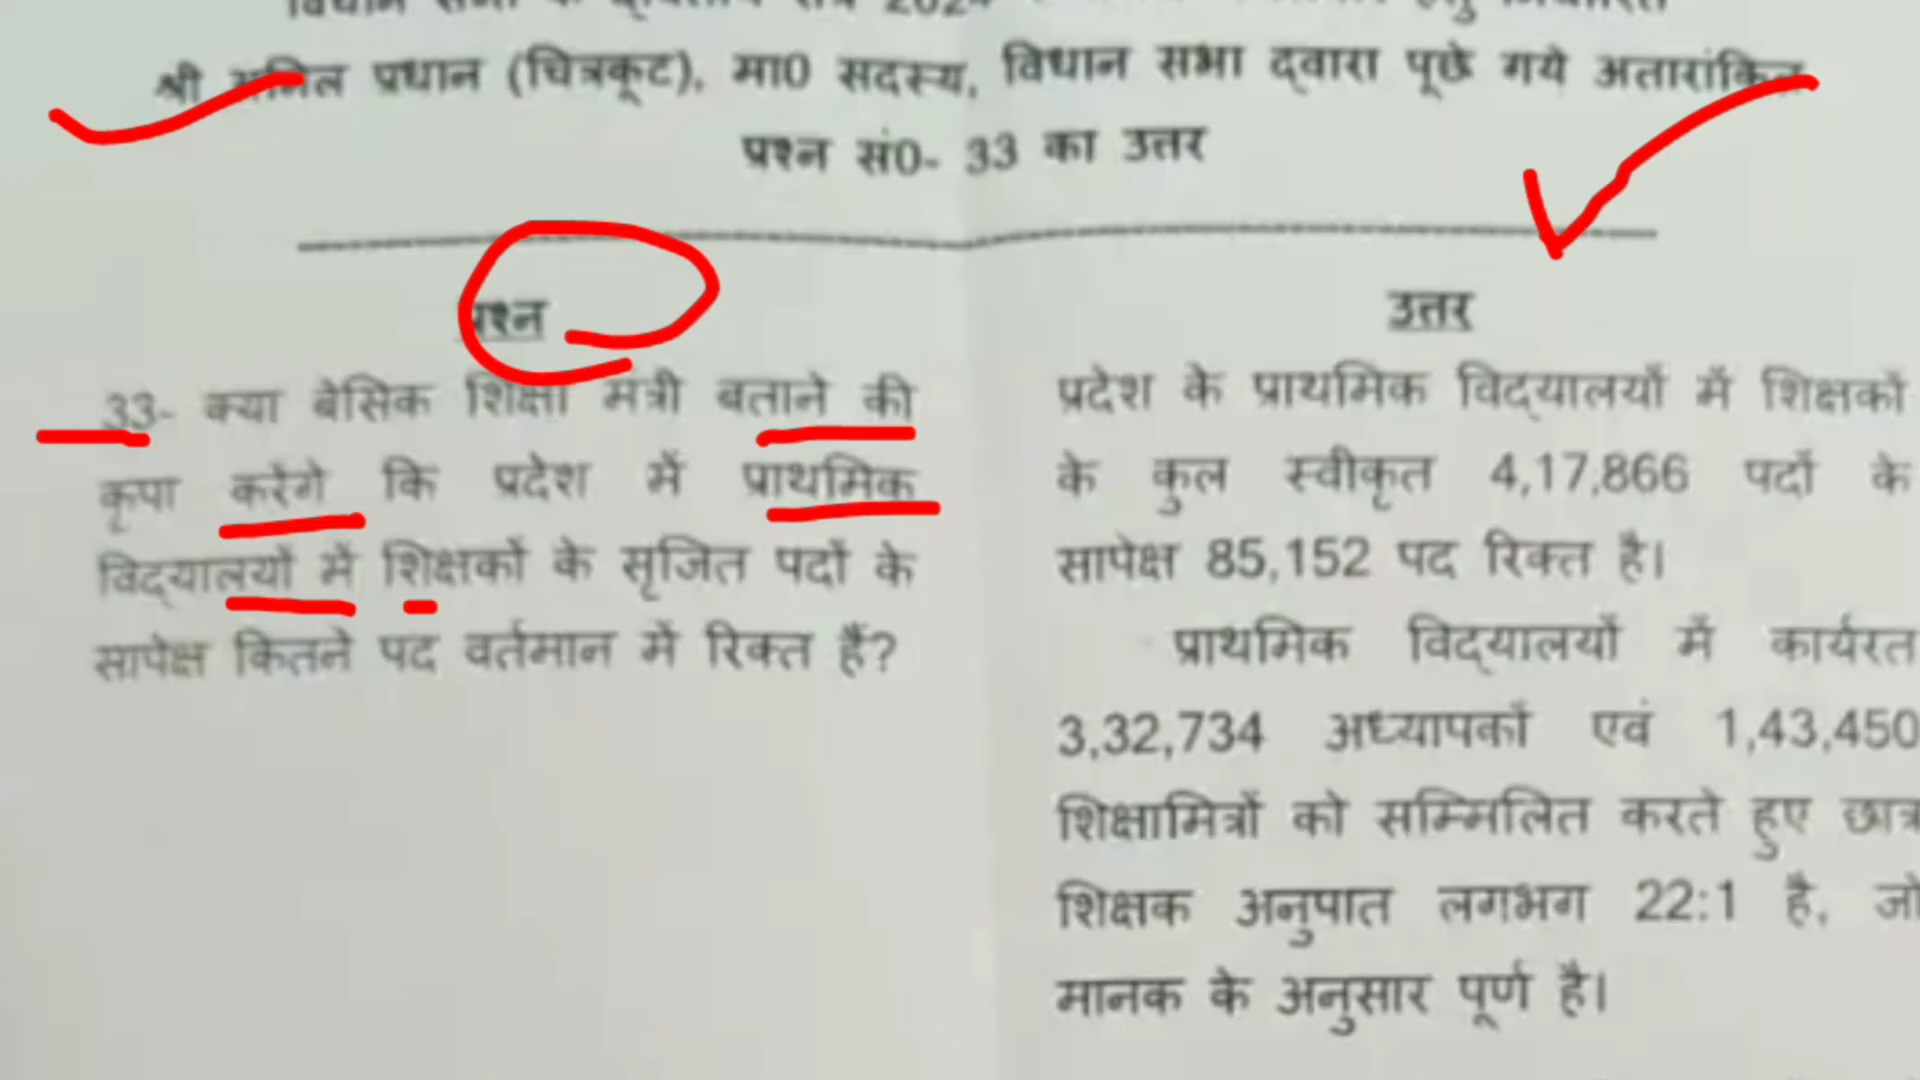 श्री अनिल प्रधान (चित्रकूट), मा0 सदस्य, विधान सभा द्वारा पूछे गये अतारांकित
प्रश्न सं0- 33 का उत्तर
प्रश्न
33- क्या बेसिक शिक्षा मंत्री बताने की
कृपा करेंगे कि प्रदेश में प्राथमिक
विद्यालयों में शिक्षकों के सृजित पदों के
सापेक्ष कितने पद वर्तमान में रिक्त हैं?
उत्तर
प्रदेश के प्राथमिक विद्यालयों में शिक्षकों
के कुल स्वीकृत 4,17,866 पदों के
सापेक्ष 85,152 पद रिक्त है।
प्राथमिक विद्यालयों में कार्यरत
3,32,734 अध्यापकों एवं 1,43,450
शिक्षामित्रों को सम्मिलित करते हुए छात्र
शिक्षक अनुपात लगभग 22:1 है, जो
मानक के अनुसार पूर्ण है।